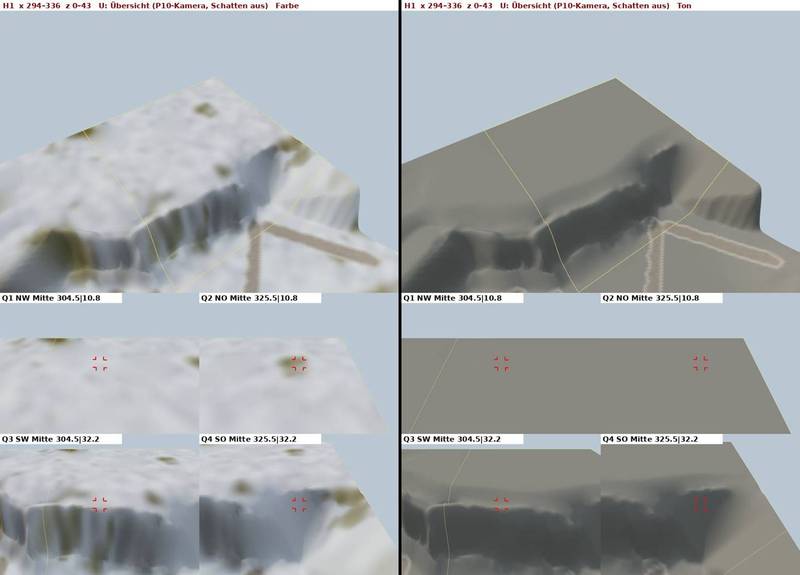 H1 x 294–336 z 0–43 U: Übersicht (P10-Kamera, Schatten aus) Farbe
H1 x 294–336 z 0–43 U: Übersicht (P10-Kamera, Schatten aus) Ton
Q1 NW Mitte 304.5|10.8
Q2 NO Mitte 325.5|10.8
Q1 NW Mitte 304.5|10.8
Q2 NO Mitte 325.5|10.8
Q3 SW Mitte 304.5|32.2
Q4 SO Mitte 325.5|32.2
Q3 SW Mitte 304.5|32.2
Q4 SO Mitte 325.5|32.2